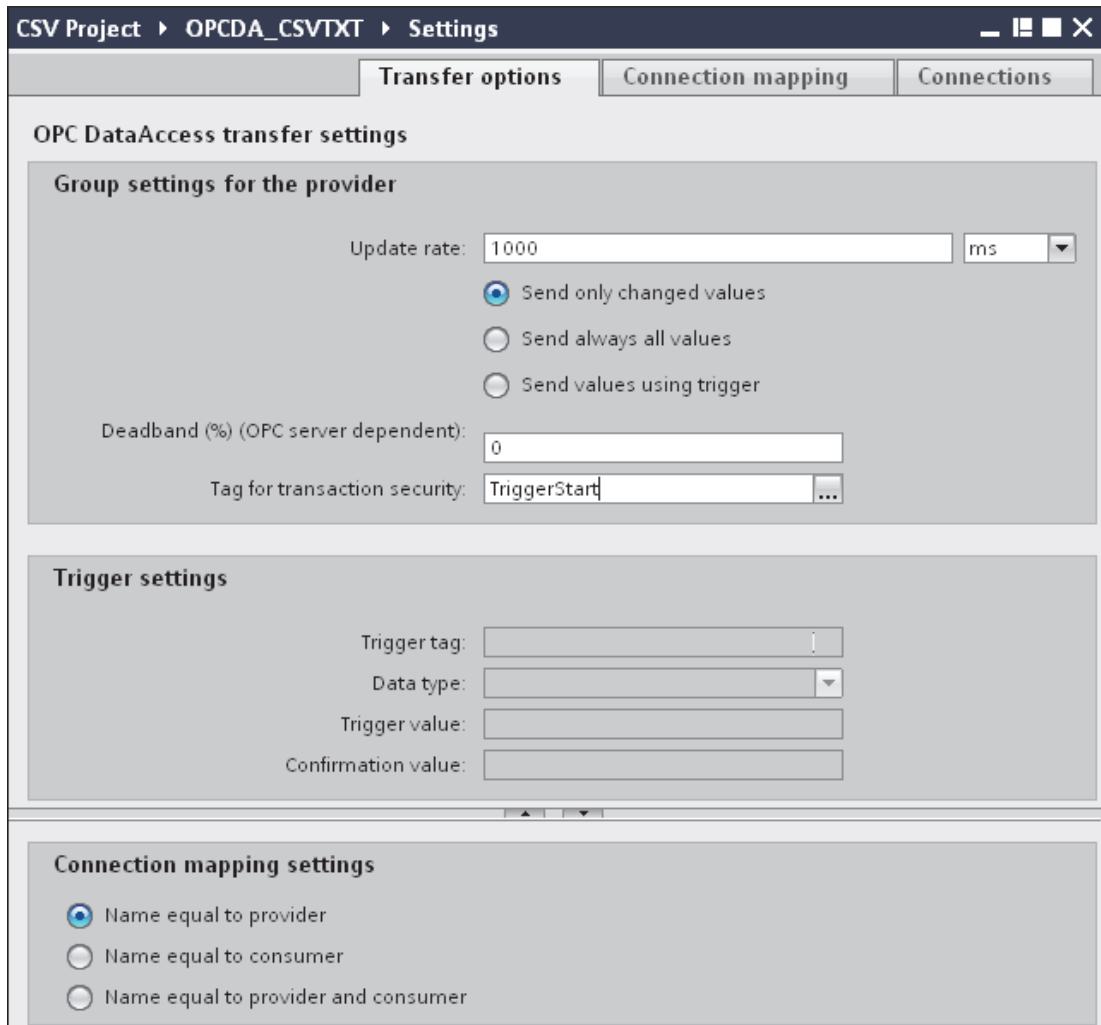 CSV Project ▸ OPCDA_CSVTXT ▸ Settings
Transfer options Connection mapping Connections
OPC DataAccess transfer settings
Group settings for the provider
Update rate: 1000 ms
Send only changed values
Send always all values
Send values using trigger
Deadband (%) (OPC server dependent): 0
Tag for transaction security: TriggerStart ...
Trigger settings
Trigger tag:
Data type:
Trigger value:
Confirmation value:
Connection mapping settings
Name equal to provider
Name equal to consumer
Name equal to provider and consumer